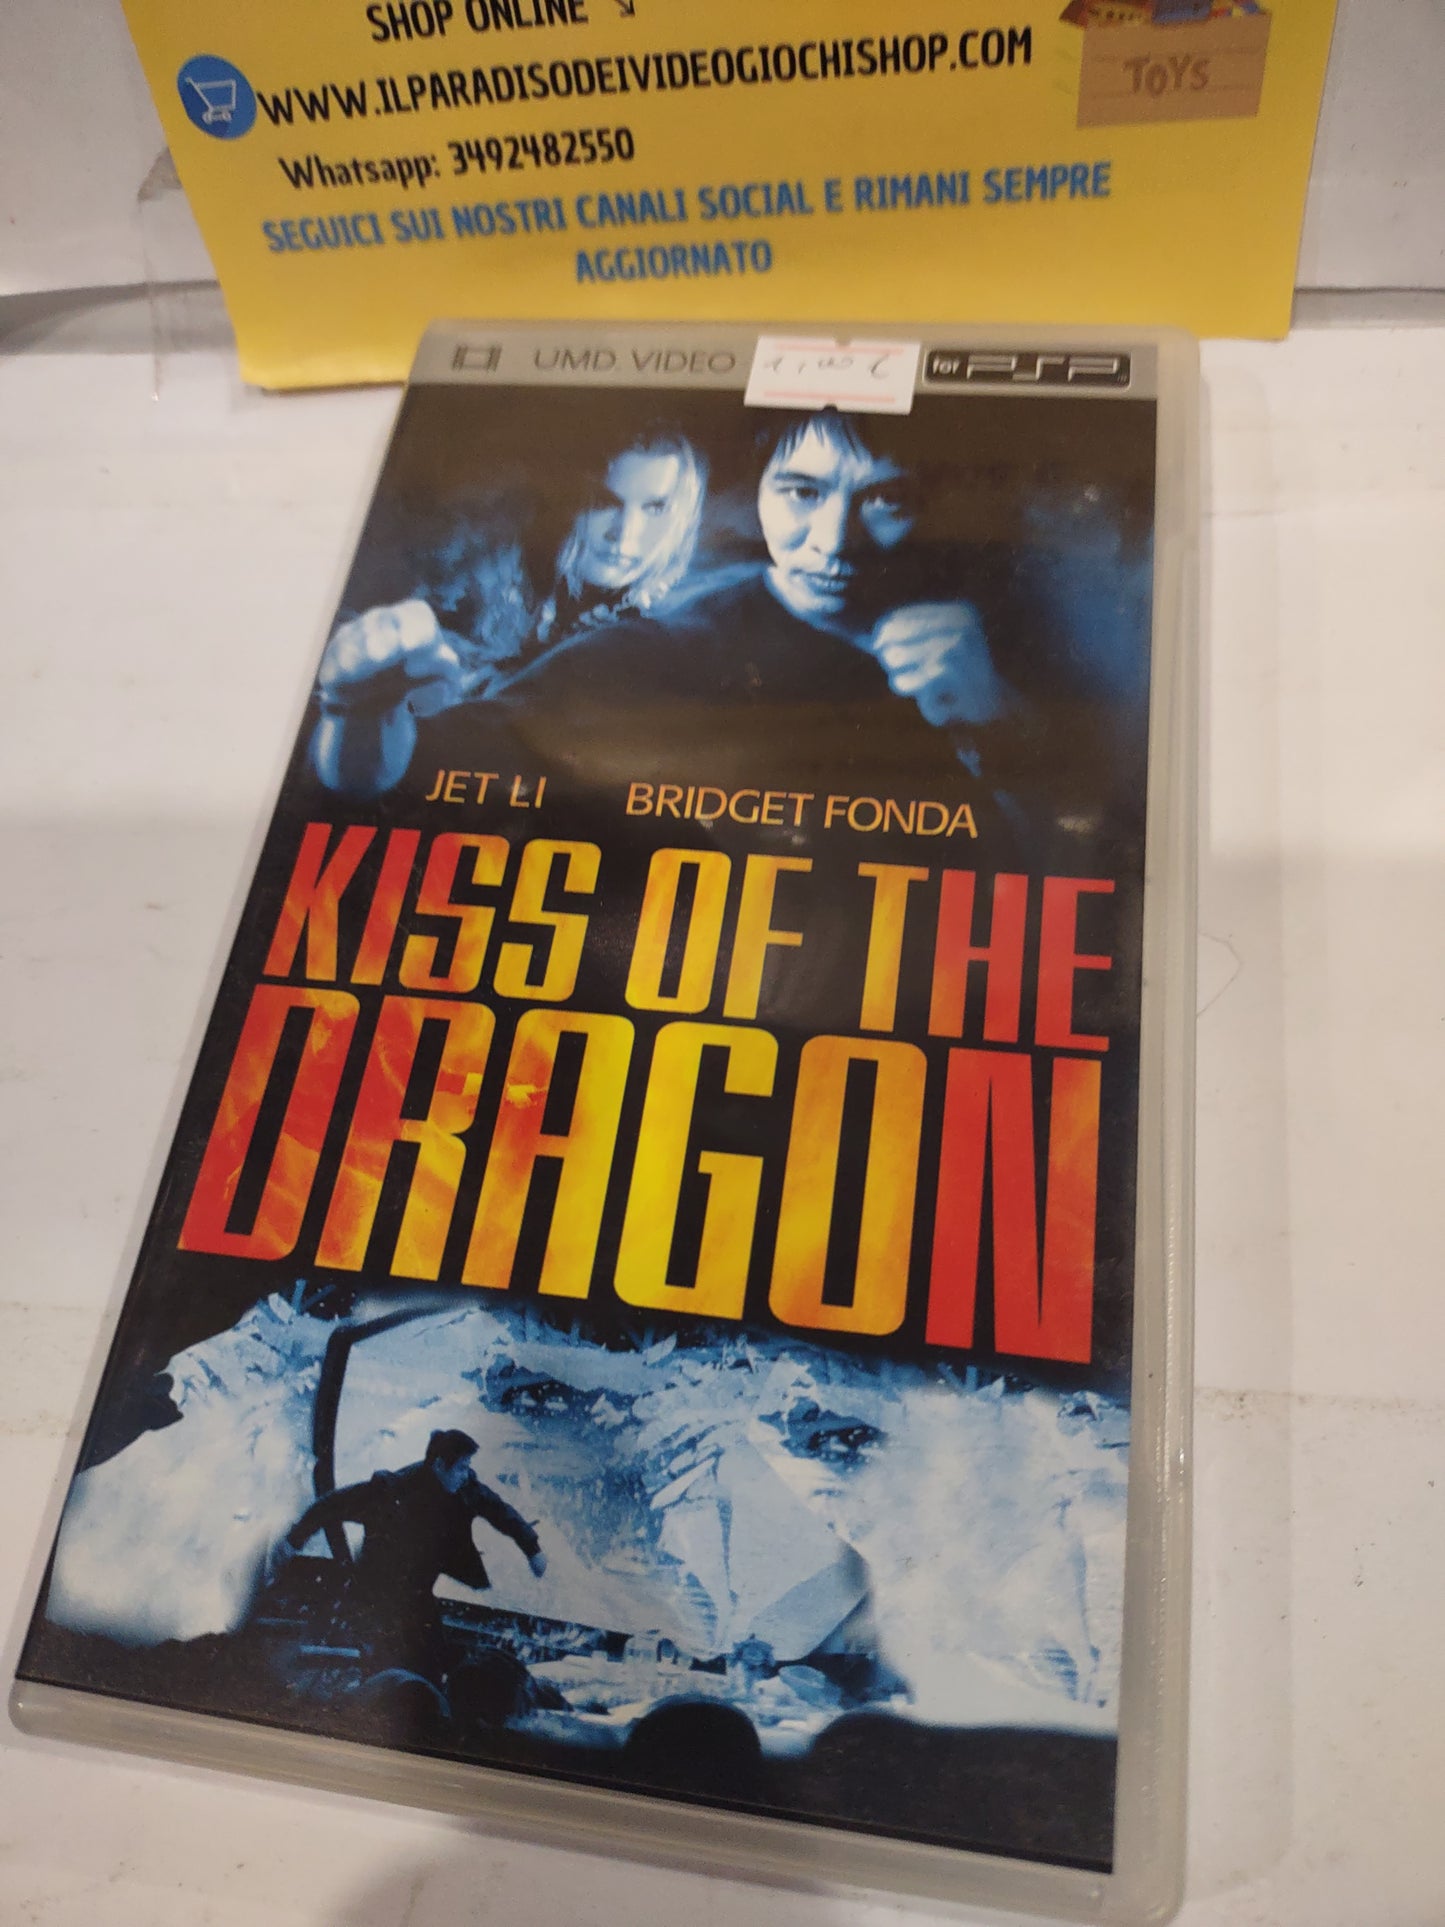 SHOP ONLINE
WWW.ILPARADISODEIVIDEOGIOCHISHOP.COM
TOYS
Whatsapp: 3492482550
SEGUICI SUI NOSTRI CANALI SOCIAL E RIMANI SEMPRE
AGGIORNATO
UMD VIDEO
for PSP
JET LI BRIDGET FONDA
KISS OF THE
DRAGON